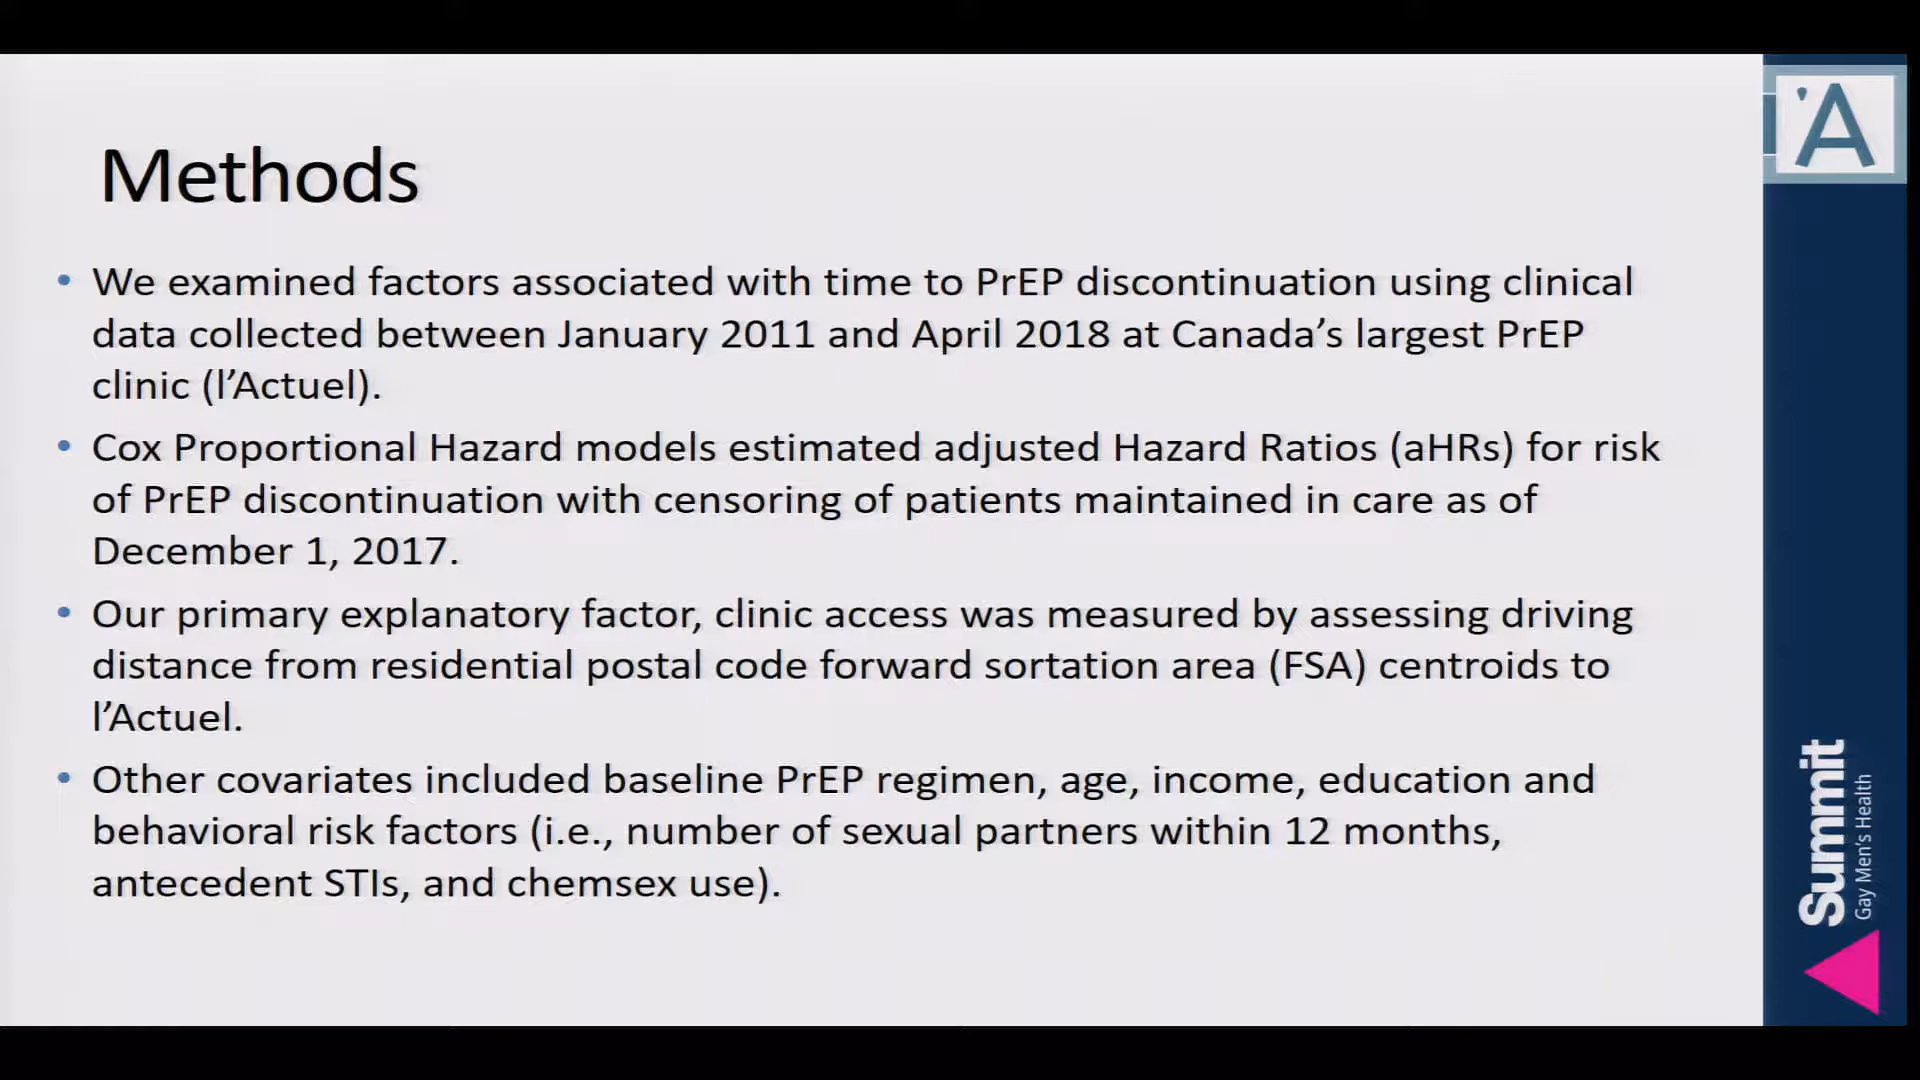 Methods
• We examined factors associated with time to PrEP discontinuation using clinical
data collected between January 2011 and April 2018 at Canada’s largest PrEP
clinic (l’Actuel).
• Cox Proportional Hazard models estimated adjusted Hazard Ratios (aHRs) for risk
of PrEP discontinuation with censoring of patients maintained in care as of
December 1, 2017.
• Our primary explanatory factor, clinic access was measured by assessing driving
distance from residential postal code forward sortation area (FSA) centroids to
l’Actuel.
• Other covariates included baseline PrEP regimen, age, income, education and
behavioral risk factors (i.e., number of sexual partners within 12 months,
antecedent STIs, and chemsex use).
'A
Summit
Gay Men's Health